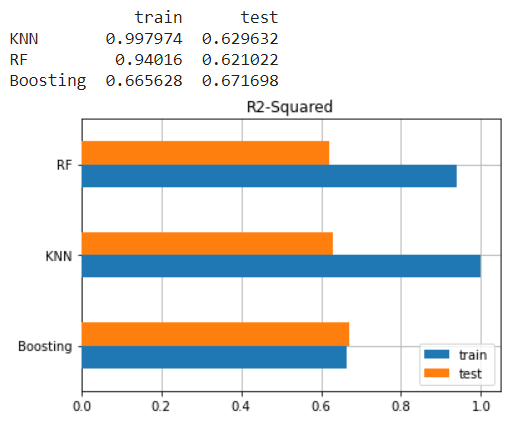 train test
KNN 0.997974 0.629632
RF 0.94016 0.621022
Boosting 0.665628 0.671698
R2-Squared
RF
KNN
Boosting
train
test
0.0 0.2 0.4 0.6 0.8 1.0